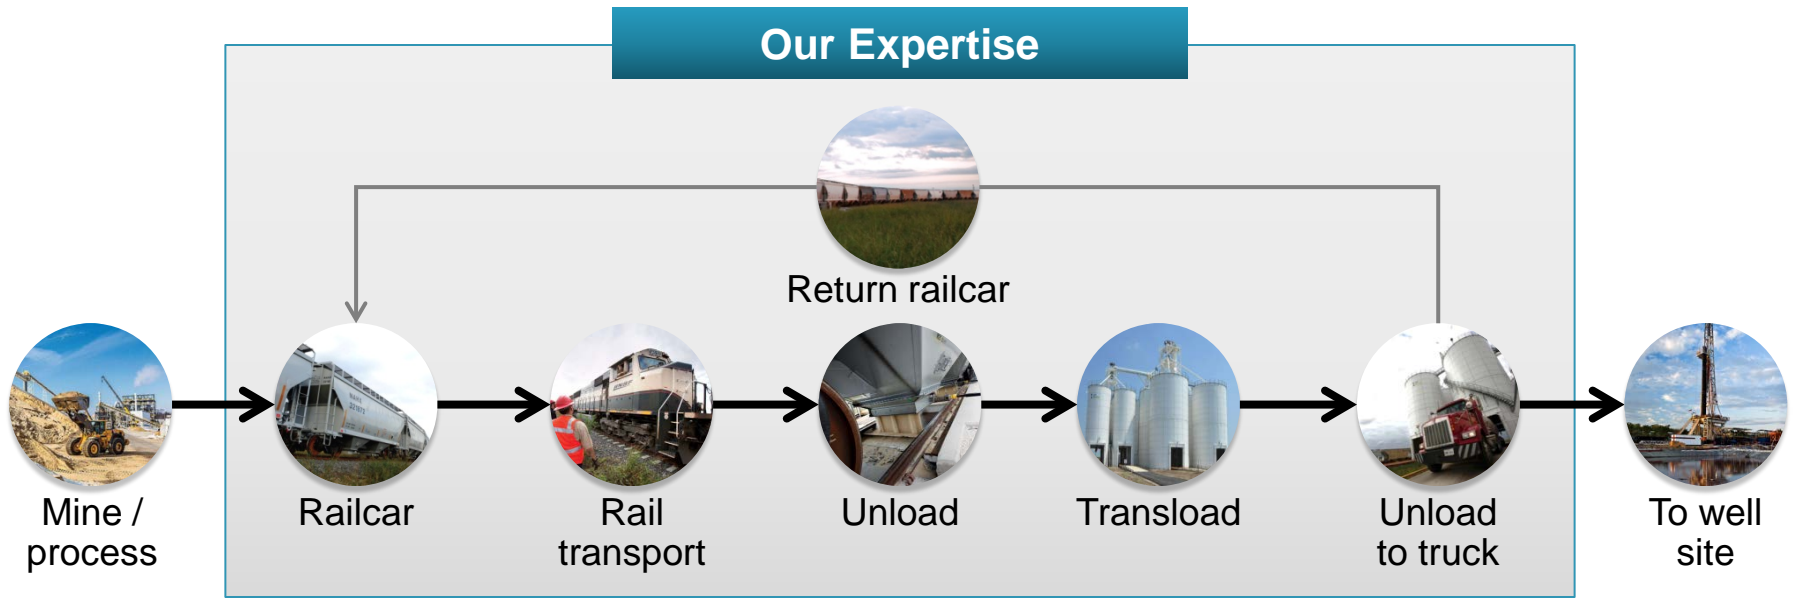 Our Expertise
Return railcar
Mine /
process
Railcar
Rail
transport
Unload
Transload
Unload
to truck
To well
site